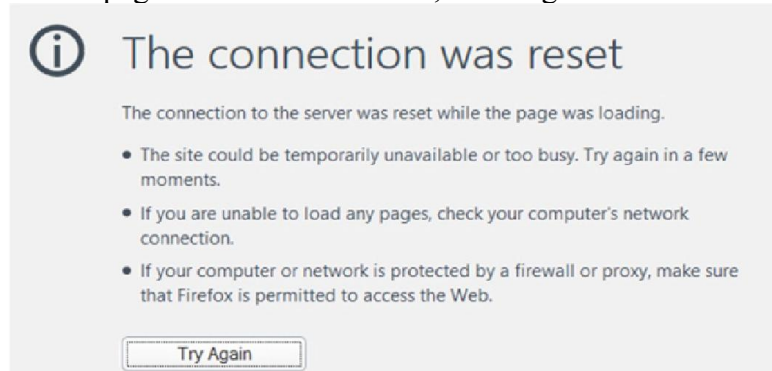 The connection was reset
The connection to the server was reset while the page was loading.
• The site could be temporarily unavailable or too busy. Try again in a few
moments.
• If you are unable to load any pages, check your computer's network
connection.
• If your computer or network is protected by a firewall or proxy, make sure
that Firefox is permitted to access the Web.
Try Again